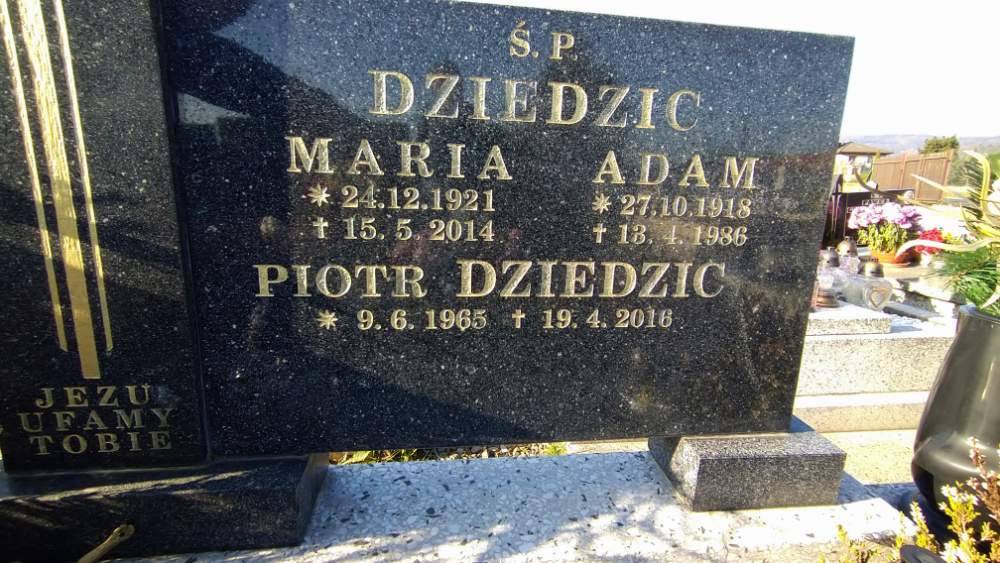 Ś. P
DZIEDZIC
MARIA ADAM
* 24.12.1921 * 27.10.1918
† 15. 5. 2014 † 13. 4. 1986
PIOTR DZIEDZIC
* 9. 6. 1965 † 19. 4. 2016
JEZU
UFAMY
TOBIE